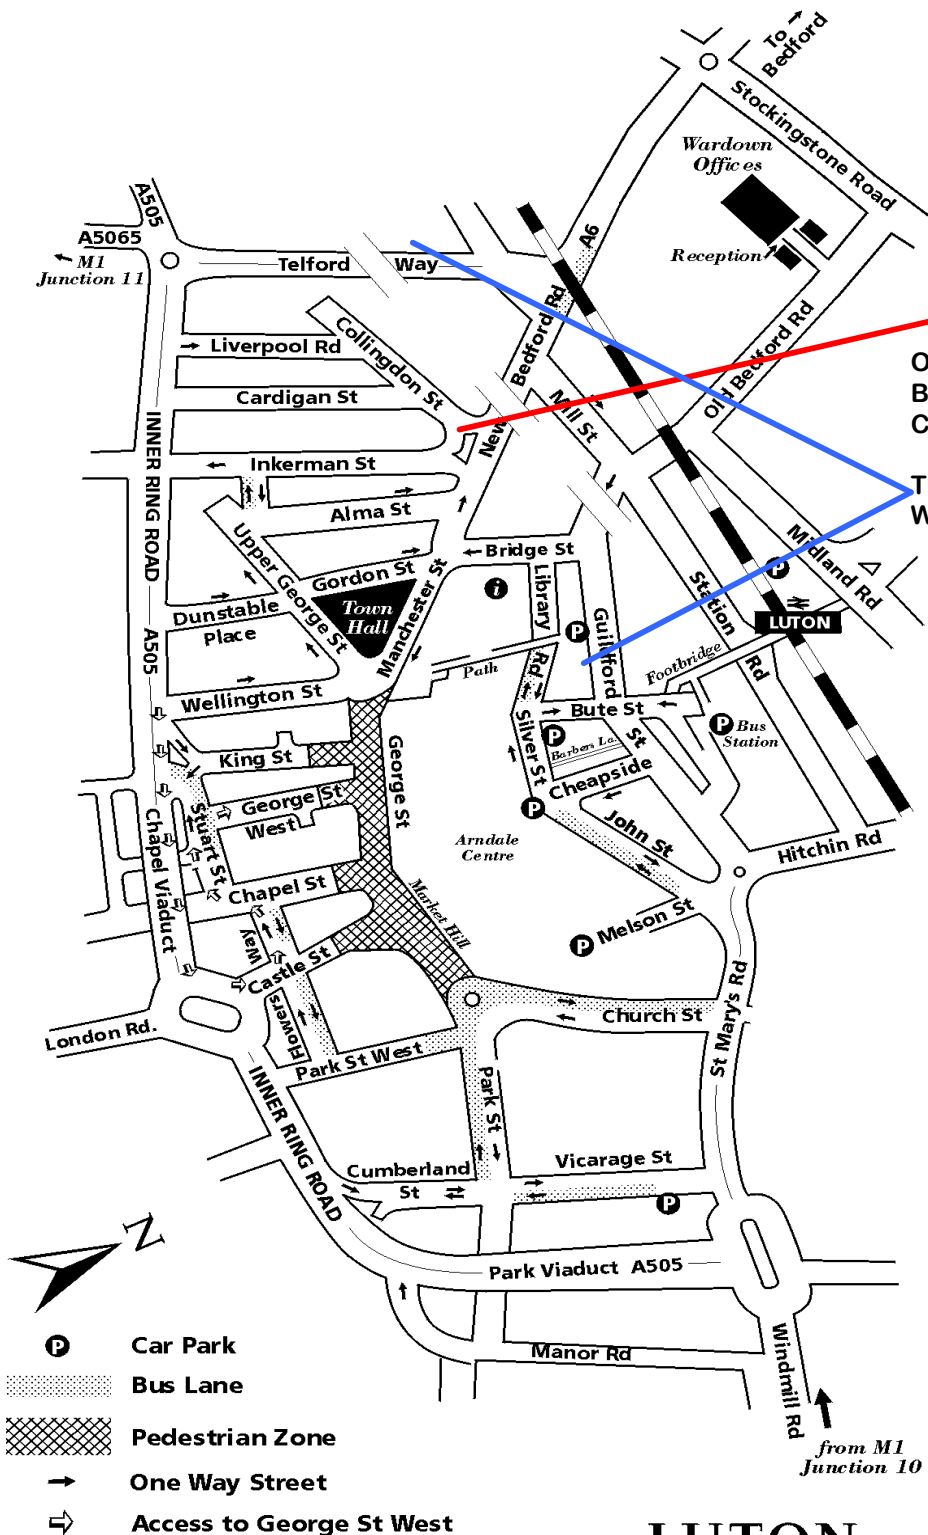 To
Bedford
Stockingstone Road
Wardown
Offices
Reception
A505
A5065
M1
Junction 11
Telford Way
A6
New Bedford Rd
Old Bedford Rd
Collingdon St
Liverpool Rd
Cardigan St
Mill St
O
B
C
T
W
INNER RING ROAD A505
Inkerman St
Alma St
Upper George St
Gordon St
Bridge St
Manchester St
Town
Hall
Dunstable
Place
i
Library Rd
P
Guildford St
Station Rd
Midland Rd
P
LUTON
Footbridge
Path
Wellington St
Bute St
P
Bus
Station
Silver St
P
Barbers La
Cheapside
King St
George St
George St
West
Stuart St
Chapel Viaduct
P
John St
Hitchin Rd
Arndale
Centre
Chapel St
Market Hill
Melson St
P
Way
Castle St
Flowers
London Rd.
Church St
St Mary's Rd
Park St West
Park St
INNER RING ROAD
Cumberland
St
Vicarage St
P
N
Park Viaduct A505
Manor Rd
Windmill Rd
from M1
Junction 10
P Car Park
Bus Lane
Pedestrian Zone
One Way Street
Access to George St West
LUTON